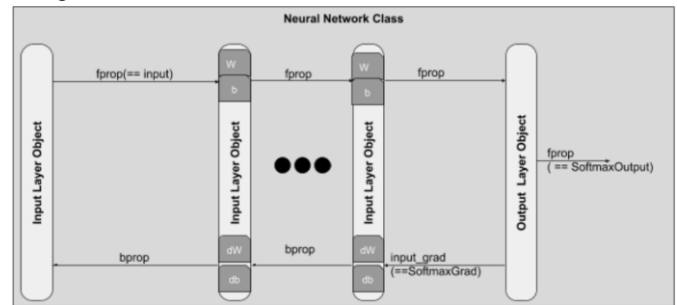 Neural Network Class
fprop(== input)
fprop
fprop
W
b
W
b
Input Layer Object
Input Layer Object
Input Layer Object
Output Layer Object
fprop
( == SoftmaxOutput)
bprop
dW
db
bprop
dW
db
input_grad
(==SoftmaxGrad)